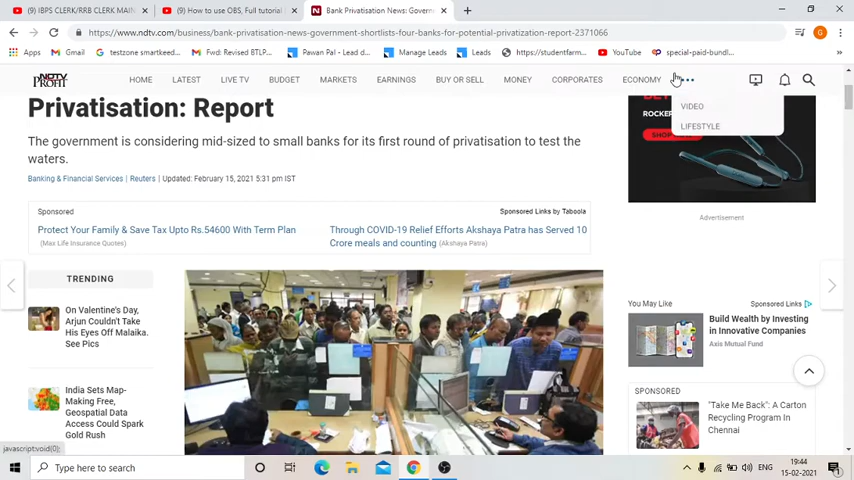 (4) IBPS CLERK/RRB CLERK MAI
(9) How to use OBS, Full tutorial
Bank Privatisation News: Govern
https://www.ndtv.com/business/bank-privatisation-news-government-shortlists-four-banks-for-potential-privatization-report-2371066
G
Apps
Gmail
testzone smartkeed...
Fwd: Revised BTLP...
Pawan Pal - Lead d...
Manage Leads
Leads
https://studentfarm...
YouTube
special-paid-bundl...
NDTV
PROFIT
HOME
LATEST
LIVE TV
BUDGET
MARKETS
EARNINGS
BUY OR SELL
MONEY
CORPORATES
ECONOMY
VIDEO
LIFESTYLE
Privatisation: Report
The government is considering mid-sized to small banks for its first round of privatisation to test the
waters.
Banking & Financial Services | Reuters | Updated: February 15, 2021 5:31 pm IST
ROCKER
Advertisement
Sponsored
Sponsored Links by Taboola
Protect Your Family & Save Tax Upto Rs.54600 With Term Plan
(Max Life Insurance Quotes)
Through COVID-19 Relief Efforts Akshaya Patra has Served 10
Crore meals and counting (Akshaya Patra)
TRENDING
On Valentine's Day,
Arjun Couldn't Take
His Eyes Off Malaika.
See Pics
India Sets Map-
Making Free,
Geospatial Data
Access Could Spark
Gold Rush
You May Like
Sponsored Links
Build Wealth by Investing
in Innovative Companies
Axis Mutual Fund
SPONSORED
"Take Me Back": A Carton
Recycling Program In
Chennai
javascript:void(0);
Type here to search
ENG
19:44
15-02-2021